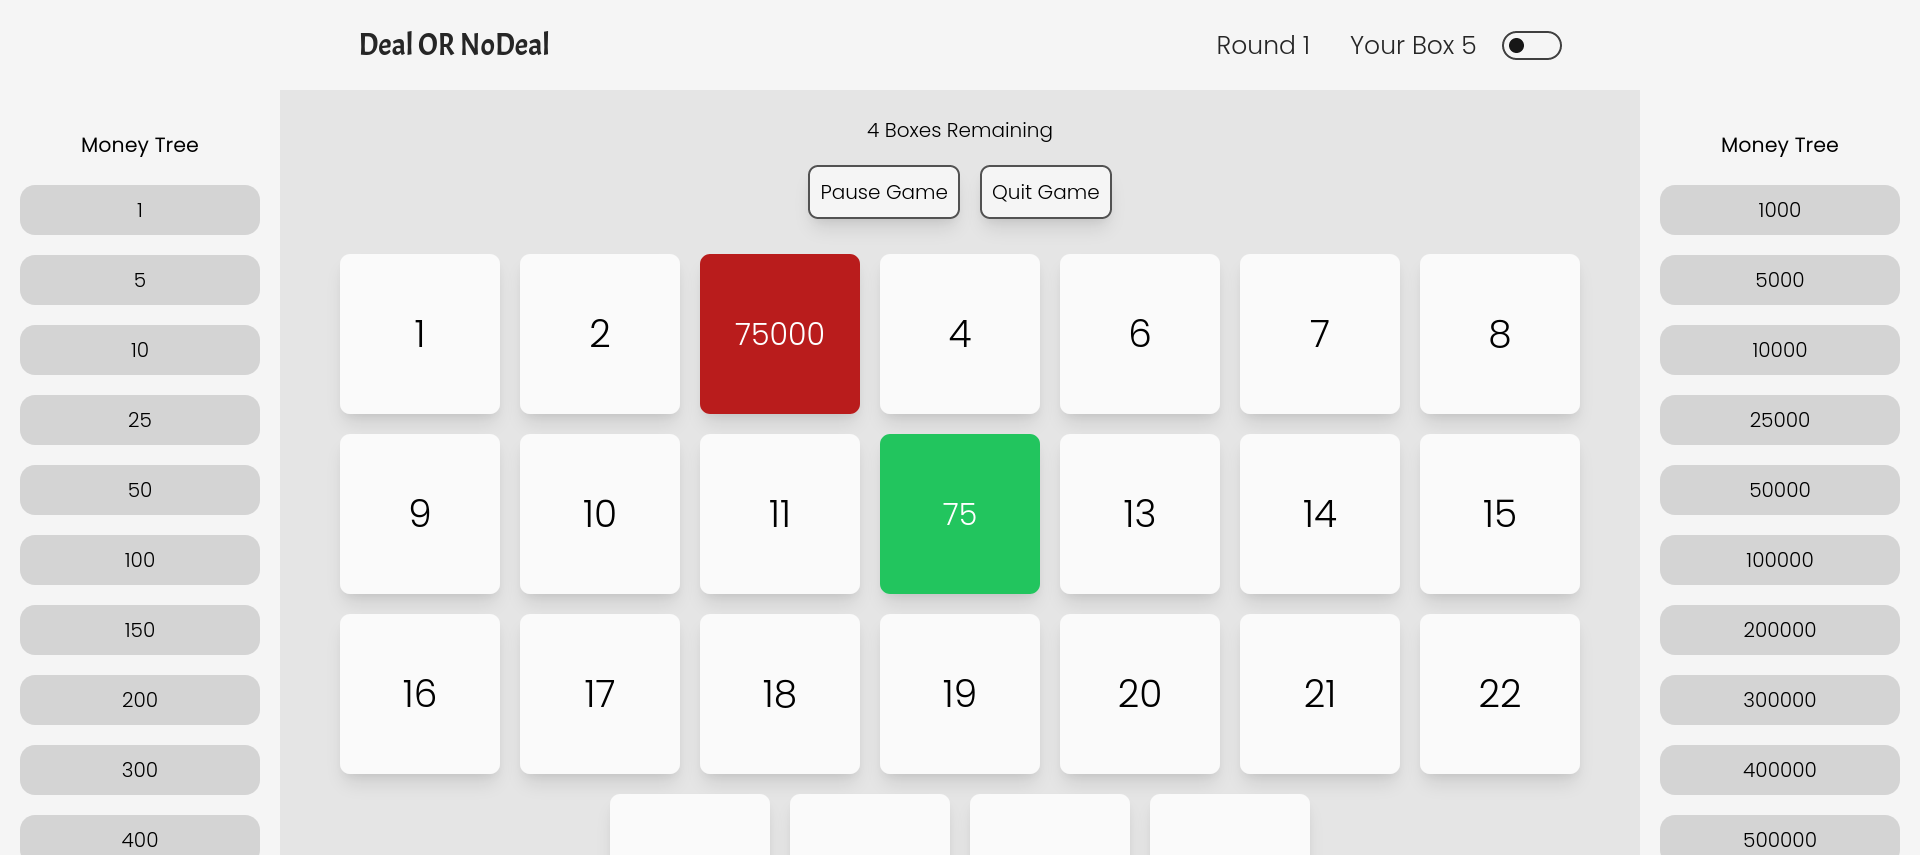 Deal OR NoDeal
Round 1 Your Box 5
Money Tree
1
5
10
25
50
100
150
200
300
400
4 Boxes Remaining
Pause Game Quit Game
1 2 75000 4 6 7 8
9 10 11 75 13 14 15
16 17 18 19 20 21 22
Money Tree
1000
5000
10000
25000
50000
100000
200000
300000
400000
500000